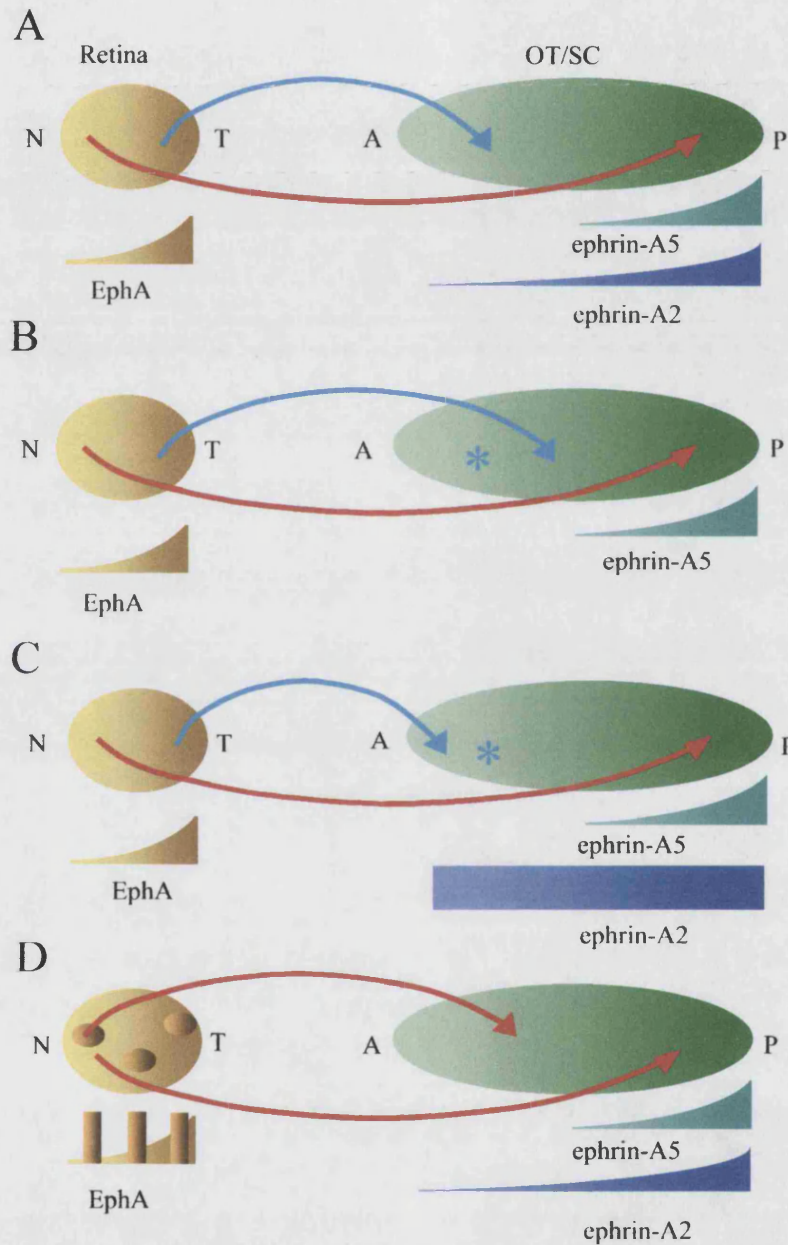 A
Retina OT/SC
N T A P
ephrin-A5
EphA
ephrin-A2
B
N T A P
*
ephrin-A5
EphA
C
N T A
*
ephrin-A5
EphA
ephrin-A2
D
N T A P
ephrin-A5
EphA
ephrin-A2